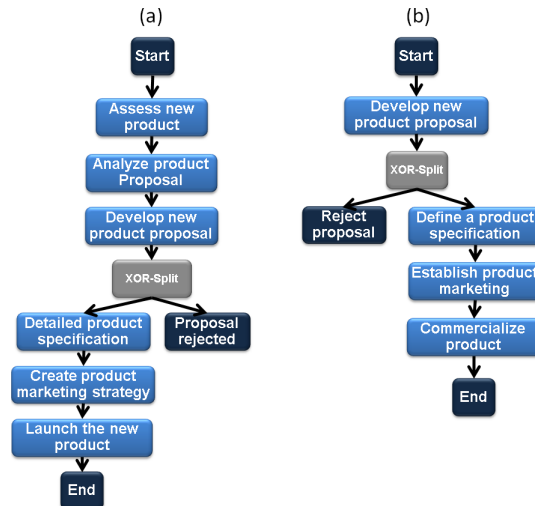 (a)
Start
Assess new
product
Analyze product
Proposal
Develop new
product proposal
XOR-Split
Detailed product
specification
Proposal
rejected
Create product
marketing strategy
Launch the new
product
End
(b)
Start
Develop new
product proposal
XOR-Split
Reject
proposal
Define a product
specification
Establish product
marketing
Commercialize
product
End